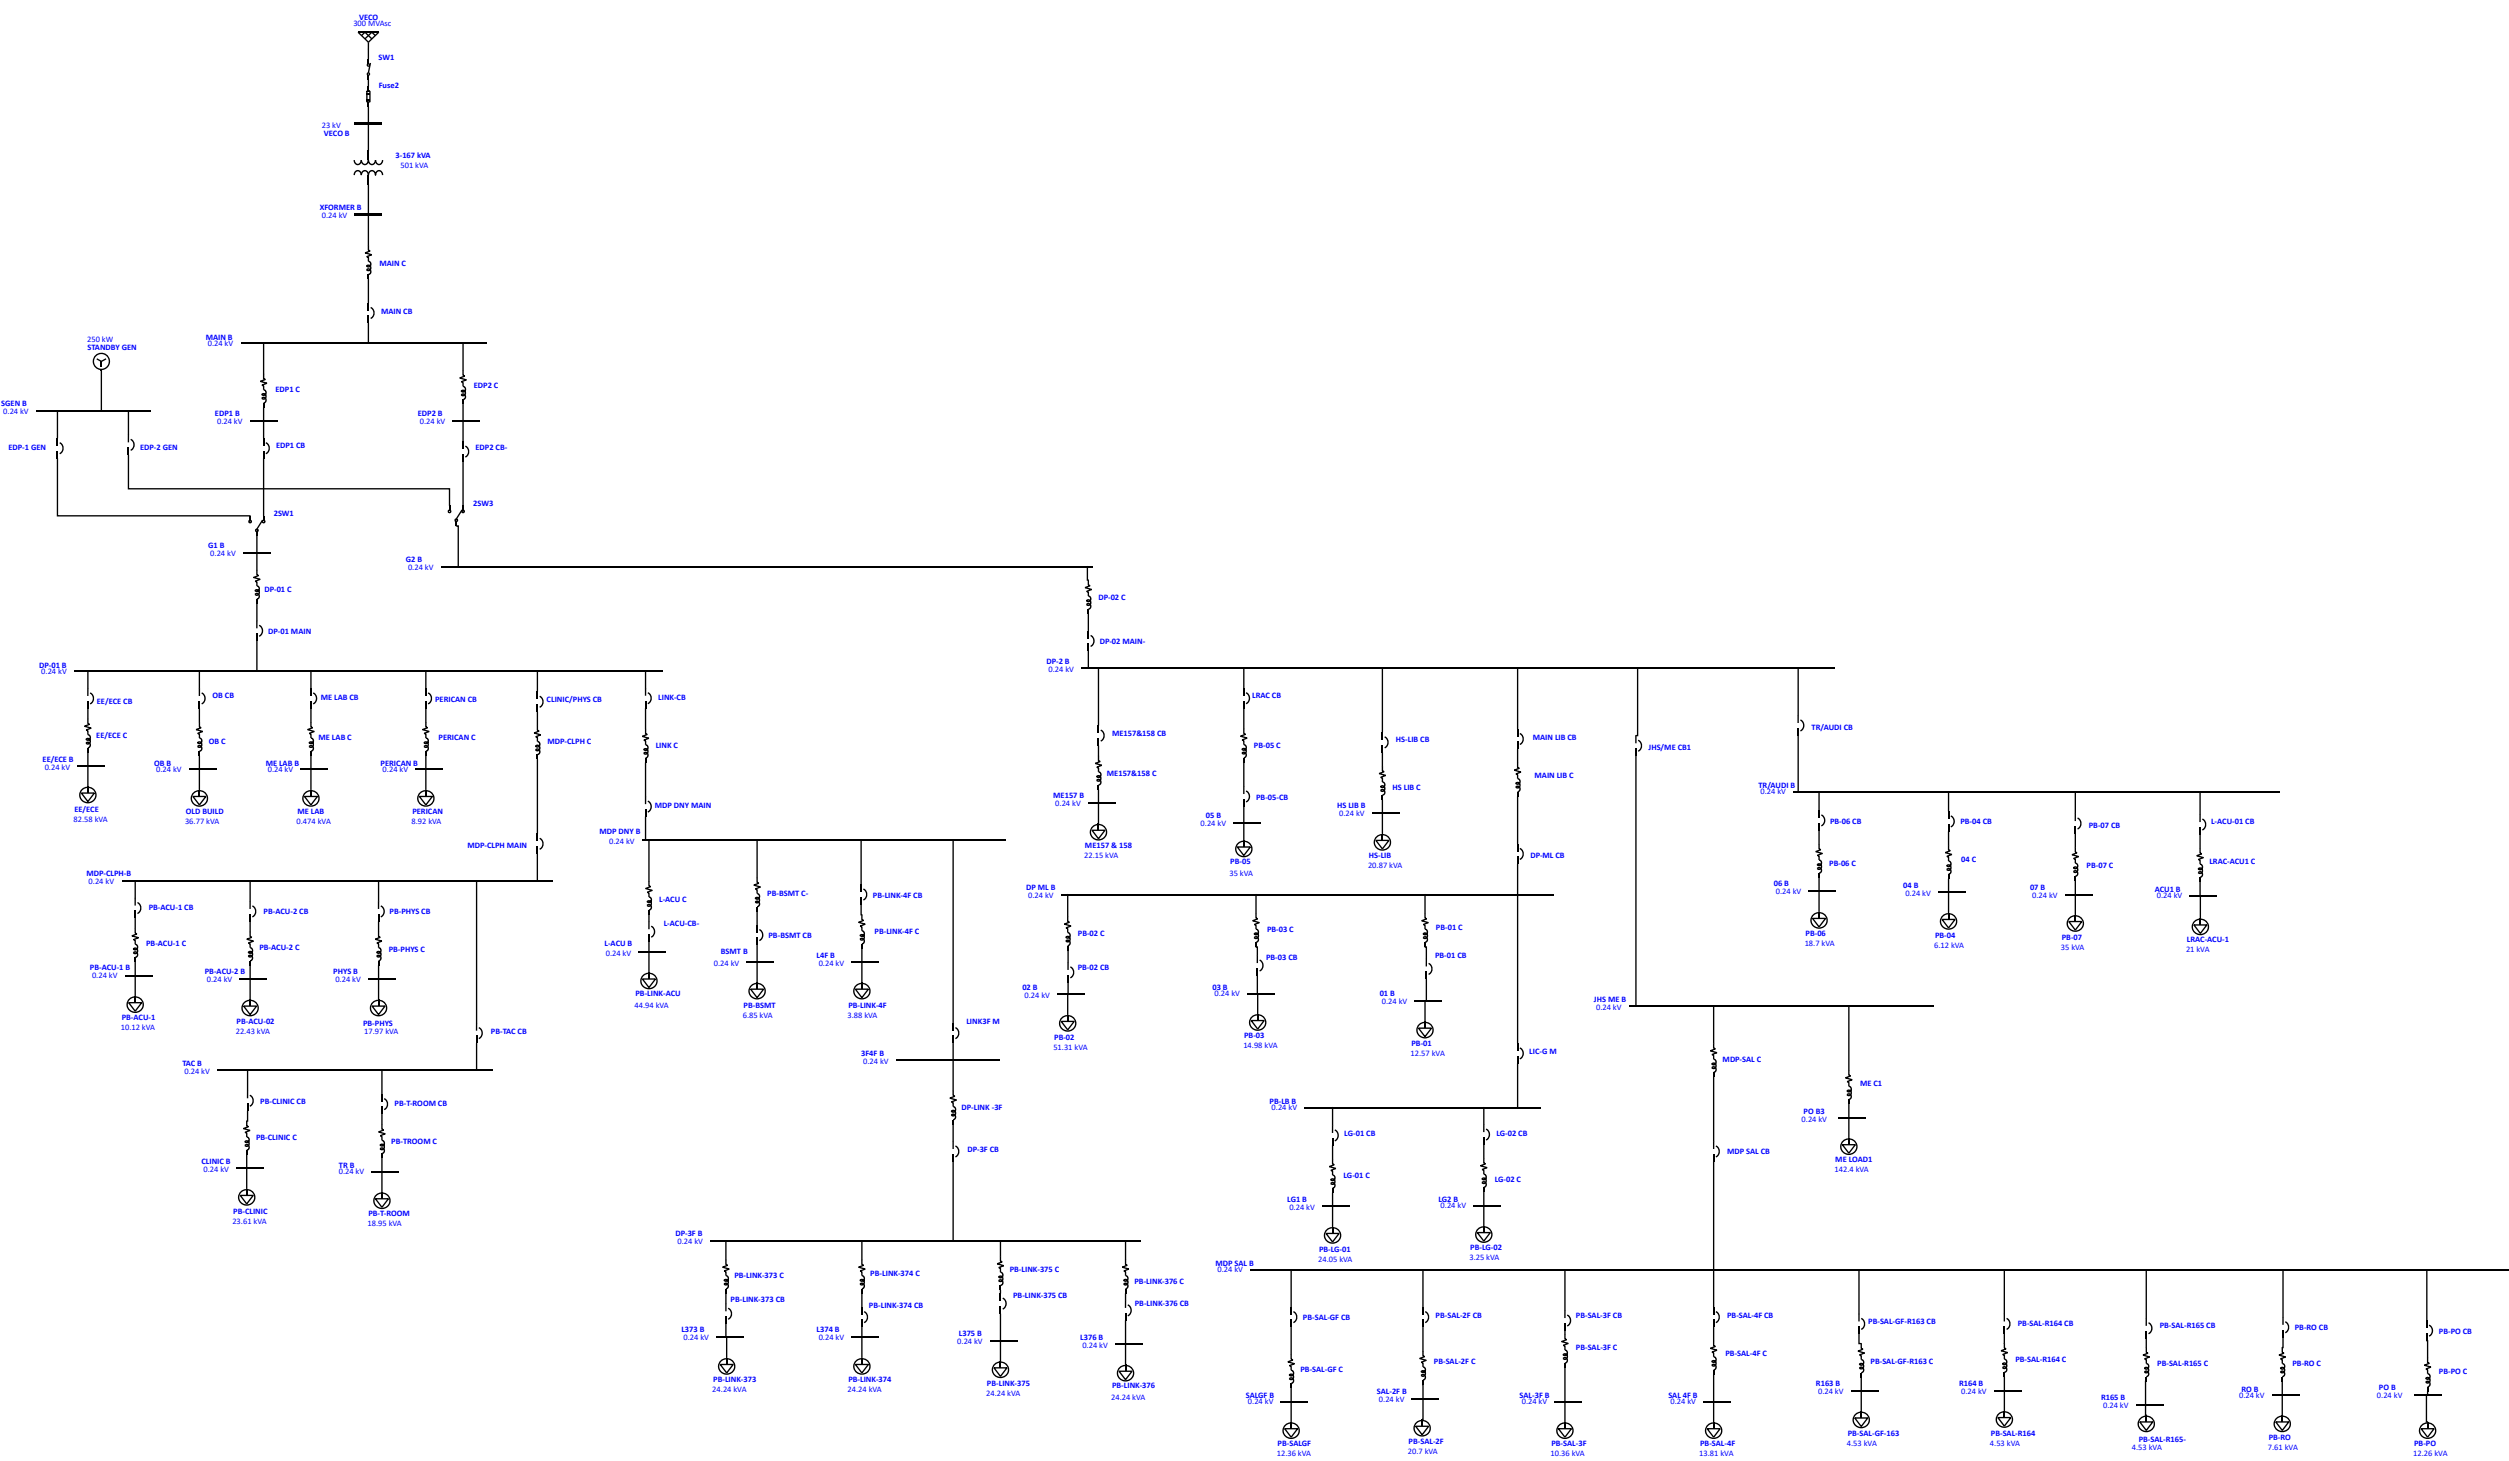 VECO
300 MVAsc
SW1
Fuse2
23 kV
VECO B
3-167 kVA
501 kVA
XFORMER B
0.24 kV
MAIN C
MAIN CB
MAIN B
0.24 kV
250 kW
STANDBY GEN
EDP1 C
EDP2 C
SGEN B
0.24 kV
EDP1 B
0.24 kV
EDP2 B
0.24 kV
EDP-1 GEN
EDP-2 GEN
EDP1 CB
EDP2 CB-
2SW1
2SW3
G1 B
0.24 kV
G2 B
0.24 kV
DP-01 C
DP-02 C
DP-01 MAIN
DP-02 MAIN-
DP-01 B
0.24 kV
DP-2 B
0.24 kV
EE/ECE CB
OB CB
ME LAB CB
PERICAN CB
CLINIC/PHYS CB
LINK-CB
EE/ECE C
OB C
ME LAB C
PERICAN C
MDP-CLPH C
LINK C
EE/ECE B
0.24 kV
OB B
0.24 kV
ME LAB B
0.24 kV
PERICAN B
0.24 kV
EE/ECE
82.58 kVA
OLD BUILD
36.77 kVA
ME LAB
0.474 kVA
PERICAN
8.92 kVA
MDP-CLPH MAIN
MDP DNY MAIN
MDP DNY B
0.24 kV
MDP-CLPH-B
0.24 kV
PB-ACU-1 CB
PB-ACU-2 CB
PB-PHYS CB
PB-ACU-1 C
PB-ACU-2 C
PB-PHYS C
PB-ACU-1 B
0.24 kV
PB-ACU-2 B
0.24 kV
PHYS B
0.24 kV
PB-ACU-1
10.12 kVA
PB-ACU-02
22.43 kVA
PB-PHYS
17.97 kVA
PB-TAC CB
TAC B
0.24 kV
PB-CLINIC CB
PB-T-ROOM CB
PB-CLINIC C
PB-TROOM C
CLINIC B
0.24 kV
TR B
0.24 kV
PB-CLINIC
23.61 kVA
PB-T-ROOM
18.95 kVA
L-ACU C
PB-BSMT C-
PB-LINK-4F CB
L-ACU-CB-
PB-BSMT CB
PB-LINK-4F C
L-ACU B
0.24 kV
BSMT B
0.24 kV
L4F B
0.24 kV
PB-LINK-ACU
44.94 kVA
PB-BSMT
6.85 kVA
PB-LINK-4F
3.88 kVA
LINK3F M
3F4F B
0.24 kV
DP-LINK -3F
DP-3F CB
DP-3F B
0.24 kV
PB-LINK-373 C
PB-LINK-374 C
PB-LINK-375 C
PB-LINK-376 C
PB-LINK-373 CB
PB-LINK-374 CB
PB-LINK-375 CB
PB-LINK-376 CB
L373 B
0.24 kV
L374 B
0.24 kV
L375 B
0.24 kV
L376 B
0.24 kV
PB-LINK-373
24.24 kVA
PB-LINK-374
24.24 kVA
PB-LINK-375
24.24 kVA
PB-LINK-376
24.24 kVA
ME157&158 CB
LRAC CB
HS-LIB CB
MAIN LIB CB
JHS/ME CB1
TR/AUDI CB
ME157&158 C
PB-05 C
HS LIB C
MAIN LIB C
ME157 B
0.24 kV
PB-05-CB
05 B
0.24 kV
HS LIB B
0.24 kV
ME157 & 158
22.15 kVA
PB-05
35 kVA
HS-LIB
20.87 kVA
DP-ML CB
TR/AUDI B
0.24 kV
PB-06 CB
PB-04 CB
PB-07 CB
L-ACU-01 CB
PB-06 C
04 C
PB-07 C
LRAC-ACU1 C
06 B
0.24 kV
04 B
0.24 kV
07 B
0.24 kV
ACU1 B
0.24 kV
PB-06
18.7 kVA
PB-04
6.12 kVA
PB-07
35 kVA
LRAC-ACU-1
21 kVA
DP ML B
0.24 kV
PB-02 C
PB-03 C
PB-01 C
PB-02 CB
PB-03 CB
PB-01 CB
02 B
0.24 kV
03 B
0.24 kV
01 B
0.24 kV
PB-02
51.31 kVA
PB-03
14.98 kVA
PB-01
12.57 kVA
LIC-G M
JHS ME B
0.24 kV
MDP-SAL C
ME C1
PO B3
0.24 kV
ME LOAD1
142.4 kVA
MDP SAL CB
PB-LB B
0.24 kV
LG-01 CB
LG-02 CB
LG-01 C
LG-02 C
LG1 B
0.24 kV
LG2 B
0.24 kV
PB-LG-01
24.05 kVA
PB-LG-02
3.25 kVA
MDP SAL B
0.24 kV
PB-SAL-GF CB
PB-SAL-2F CB
PB-SAL-3F CB
PB-SAL-4F CB
PB-SAL-GF-R163 CB
PB-SAL-R164 CB
PB-SAL-R165 CB
PB-RO CB
PB-PO CB
PB-SAL-GF C
PB-SAL-2F C
PB-SAL-3F C
PB-SAL-4F C
PB-SAL-GF-R163 C
PB-SAL-R164 C
PB-SAL-R165 C
PB-RO C
PB-PO C
SALGF B
0.24 kV
SAL-2F B
0.24 kV
SAL-3F B
0.24 kV
SAL 4F B
0.24 kV
R163 B
0.24 kV
R164 B
0.24 kV
R165 B
0.24 kV
RO B
0.24 kV
PO B
0.24 kV
PB-SALGF
12.36 kVA
PB-SAL-2F
20.7 kVA
PB-SAL-3F
10.36 kVA
PB-SAL-4F
13.81 kVA
PB-SAL-GF-163
4.53 kVA
PB-SAL-R164
4.53 kVA
PB-SAL-R165-
4.53 kVA
PB-RO
7.61 kVA
PB-PO
12.26 kVA